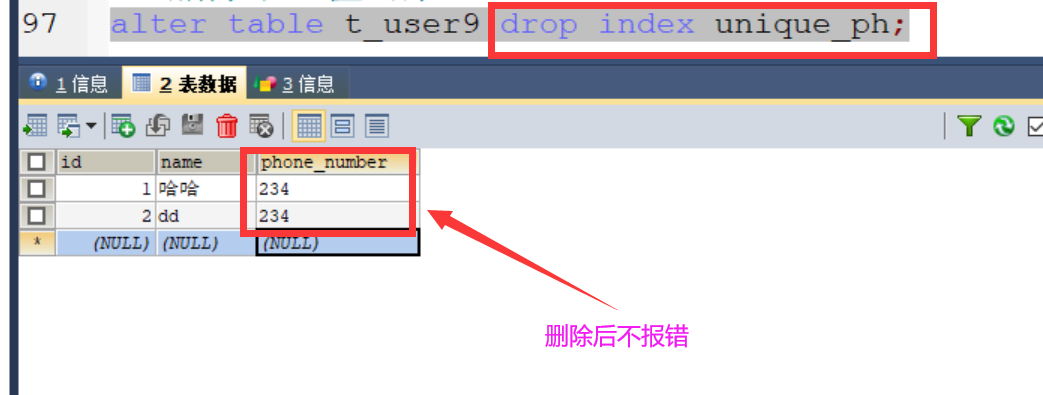 97 alter table t_user9 drop index unique_ph;
1 信息 2 表数据 3 信息
id name phone_number
1 哈哈 234
2 dd 234
* (NULL) (NULL) (NULL)
删除后不报错